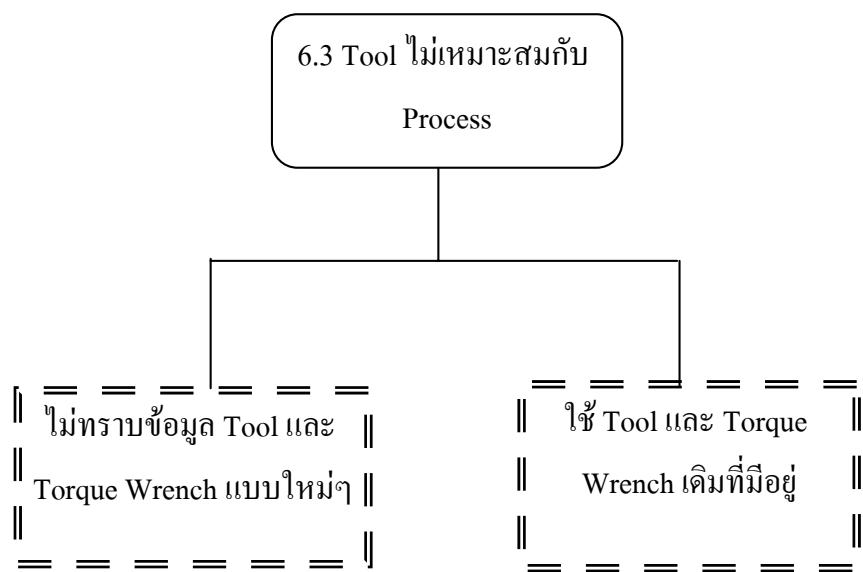 6.3 Tool ไม่เหมาะสมกับ
Process
ไม่ทราบข้อมูล Tool และ
Torque Wrench แบบใหม่ๆ
ใช้ Tool และ Torque
Wrench เดิมที่มีอยู่